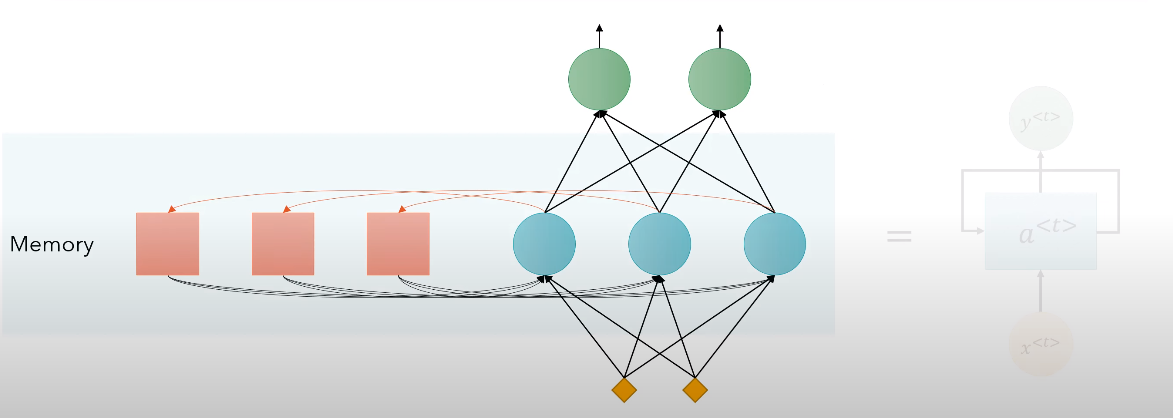 y<t>
Memory
=
a<t>
x<t>